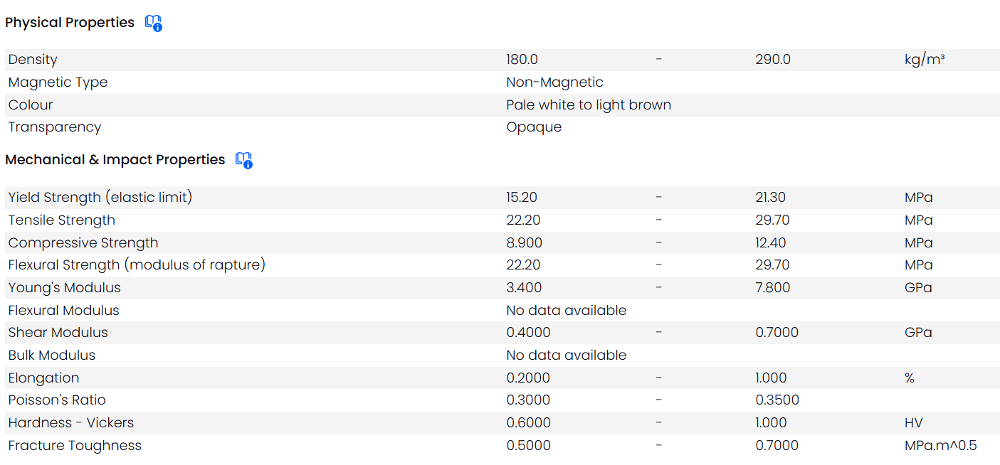 Physical Properties
Density 180.0 - 290.0 kg/m³
Magnetic Type Non-Magnetic
Colour Pale white to light brown
Transparency Opaque
Mechanical & Impact Properties
Yield Strength (elastic limit) 15.20 - 21.30 MPa
Tensile Strength 22.20 - 29.70 MPa
Compressive Strength 8.900 - 12.40 MPa
Flexural Strength (modulus of rapture) 22.20 - 29.70 MPa
Young's Modulus 3.400 - 7.800 GPa
Flexural Modulus No data available
Shear Modulus 0.4000 - 0.7000 GPa
Bulk Modulus No data available
Elongation 0.2000 - 1.000 %
Poisson's Ratio 0.3000 - 0.3500
Hardness - Vickers 0.6000 - 1.000 HV
Fracture Toughness 0.5000 - 0.7000 MPa.m^0.5